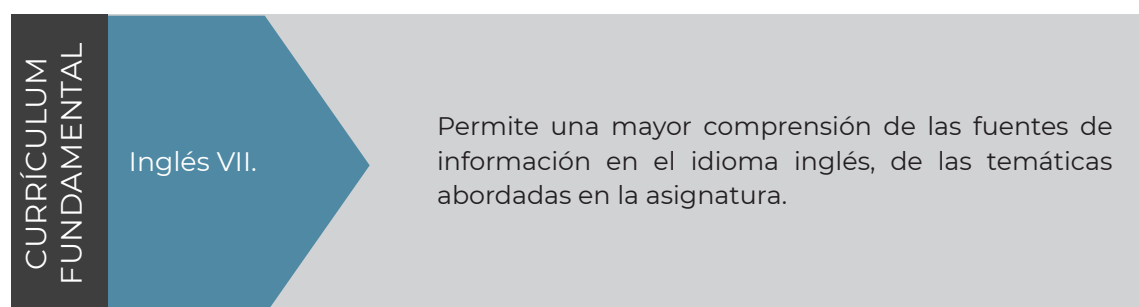 CURRÍCULUM
FUNDAMENTAL
Inglés VII.
Permite una mayor comprensión de las fuentes de
información en el idioma inglés, de las temáticas
abordadas en la asignatura.